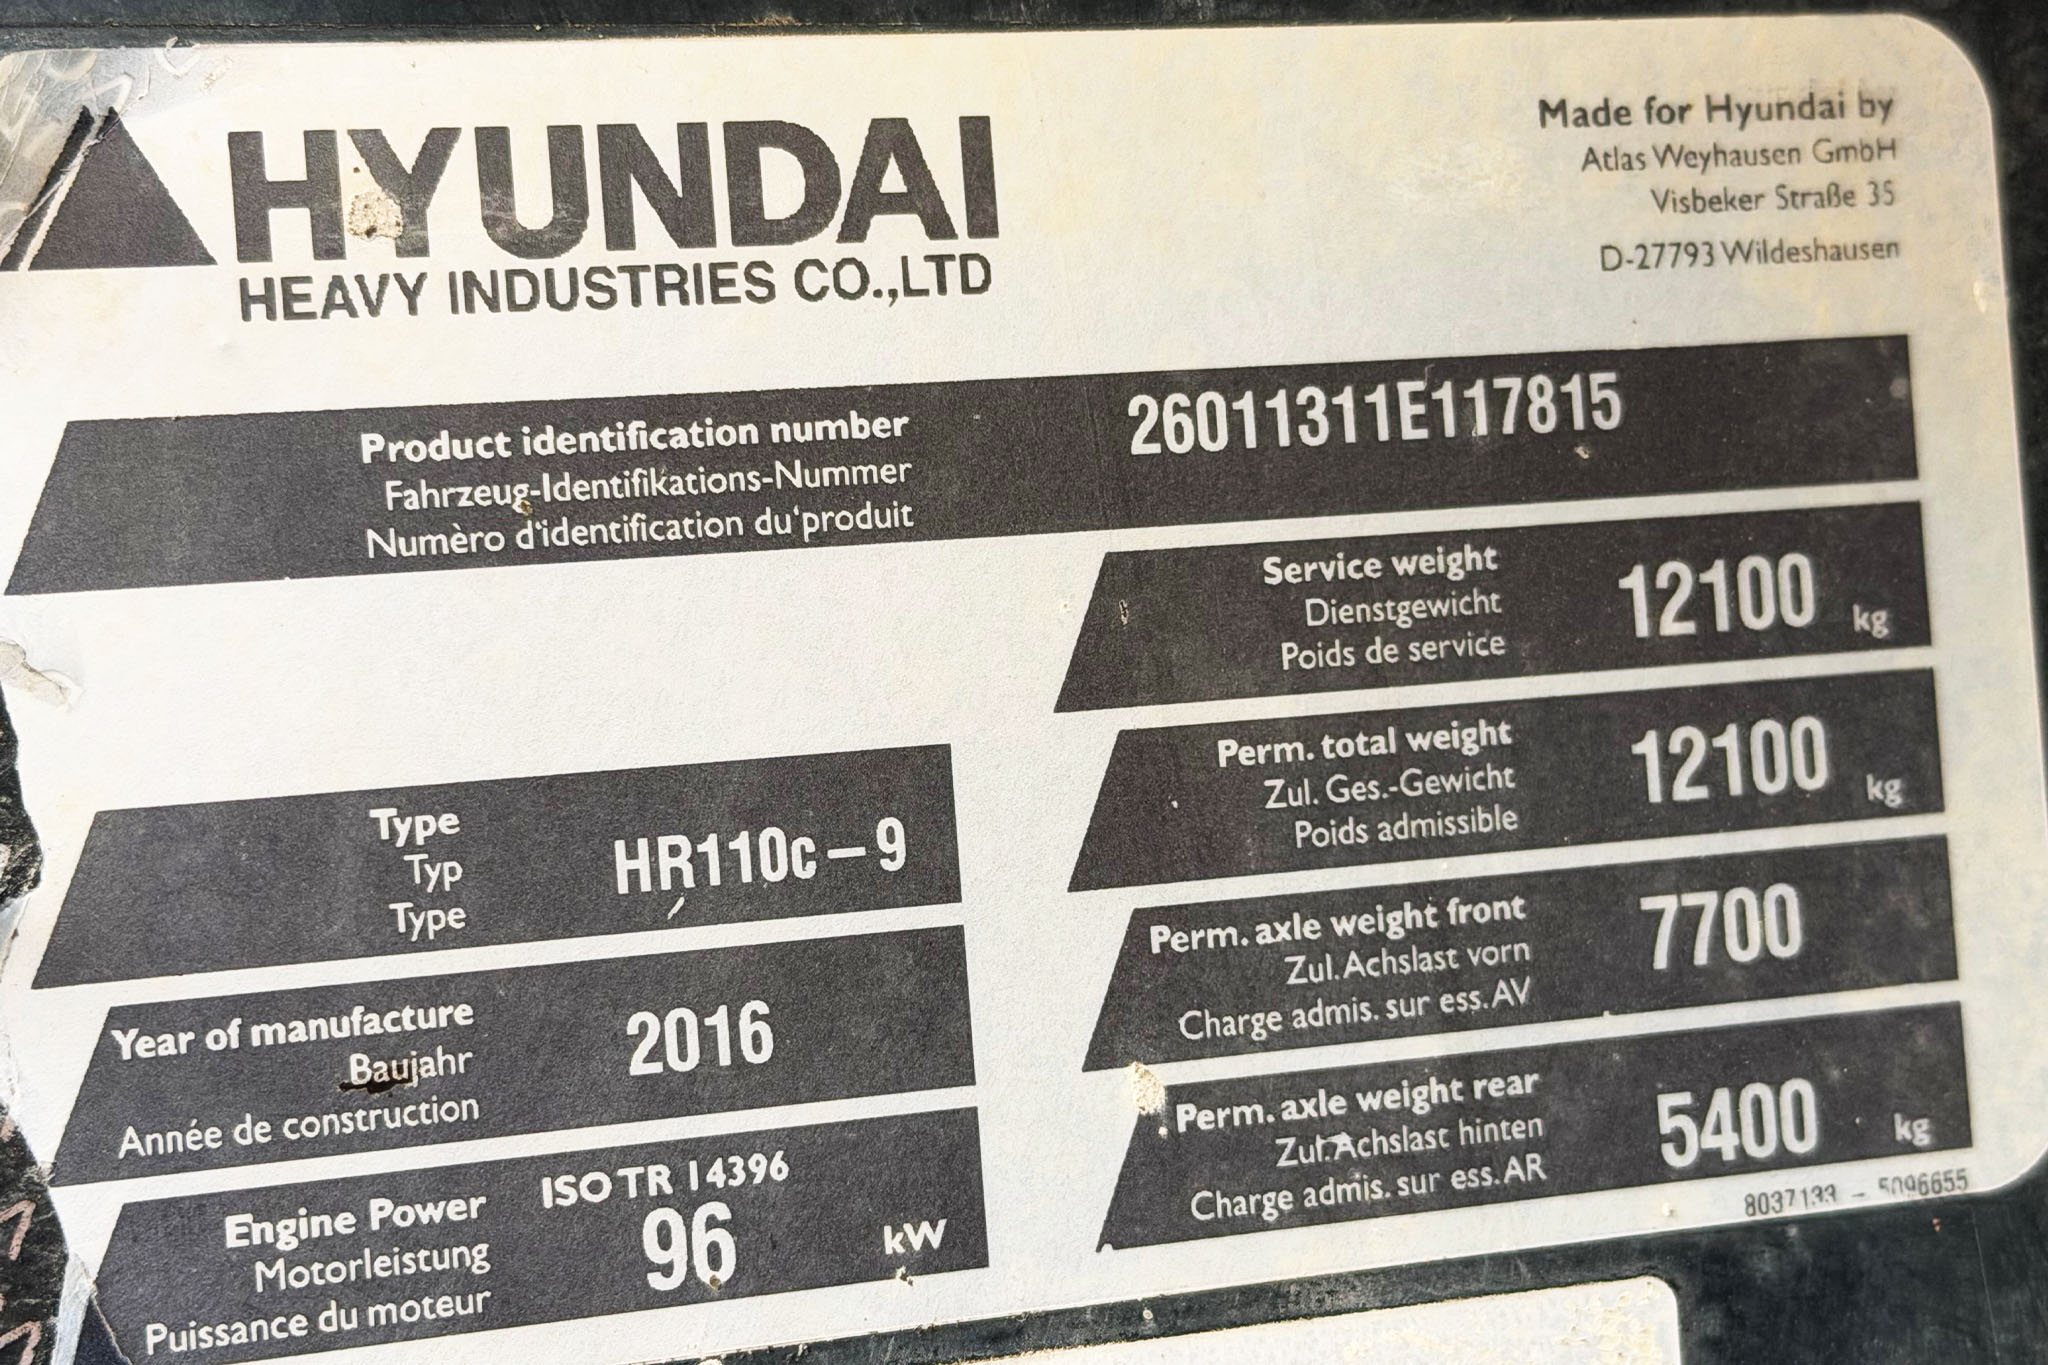 HYUNDAI
HEAVY INDUSTRIES CO.,LTD
Made for Hyundai by
Atlas Weyhausen GmbH
Visbeker Straße 35
D-27793 Wildeshausen
Product identification number
Fahrzeug-Identifikations-Nummer
Numèro d'identification du'produit
26011311E117815
Service weight
Dienstgewicht
Poids de service
12100 kg
Perm. total weight
Zul. Ges.-Gewicht
Poids admissible
12100 kg
Type
Typ
Type
HR110c-9
Perm. axle weight front
Zul. Achslast vorn
Charge admis. sur ess. AV
7700
Year of manufacture
Baujahr
Année de construction
2016
Perm. axle weight rear
Zul. Achslast hinten
Charge admis. sur ess. AR
5400 kg
Engine Power
Motorleistung
Puissance du moteur
ISO TR 14396
96 kW
8037133 - 5096655